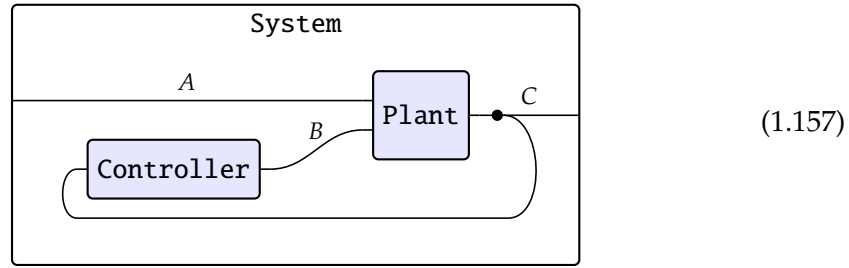 System
A
C
Plant
B
Controller
(1.157)